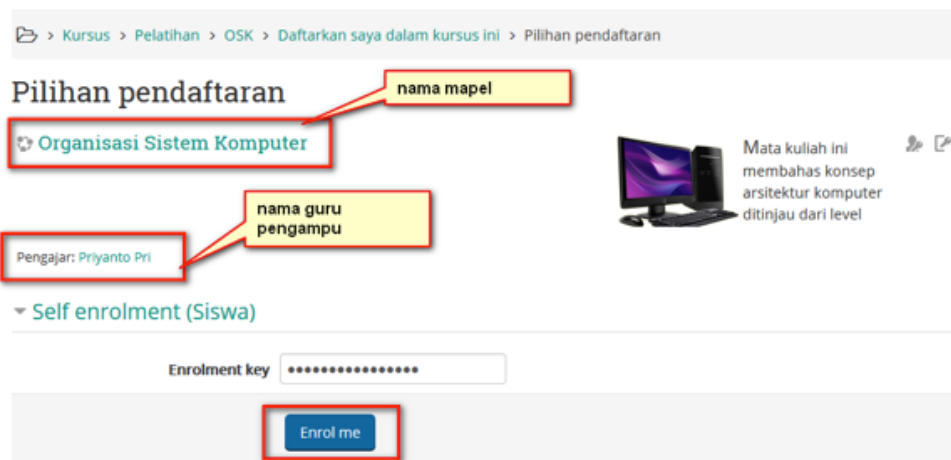 > Kursus > Pelatihan > OSK > Daftarkan saya dalam kursus ini > Pilihan pendaftaran
Pilihan pendaftaran
nama mapel
Organisasi Sistem Komputer
Mata kuliah ini
membahas konsep
arsitektur komputer
ditinjau dari level
nama guru
pengampu
Pengajar: Priyanto Pri
Self enrolment (Siswa)
Enrolment key ••••••••••••••••
Enrol me